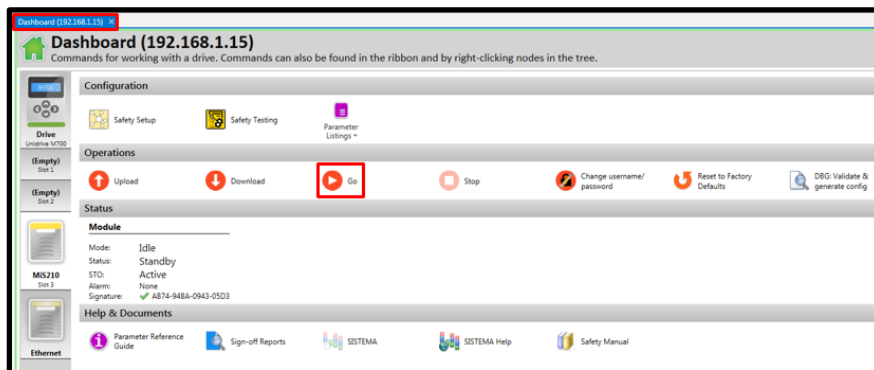 Dashboard (192.168.1.15) ×
Dashboard (192.168.1.15)
Commands for working with a drive. Commands can also be found in the ribbon and by right-clicking nodes in the tree.
M700
Drive
Unidrive M700
(Empty)
Slot 1
(Empty)
Slot 2
MiS210
Slot 3
Ethernet
Configuration
Safety Setup
Safety Testing
Parameter
Listings
Operations
Upload
Download
Go
Stop
Change username/
password
Reset to Factory
Defaults
DBG: Validate &
generate config
Status
Module
Mode: Idle
Status: Standby
STO: Active
Alarm: None
Signature: AB74-94BA-0943-05D3
Help & Documents
Parameter Reference
Guide
Sign-off Reports
SISTEMA
SISTEMA Help
Safety Manual